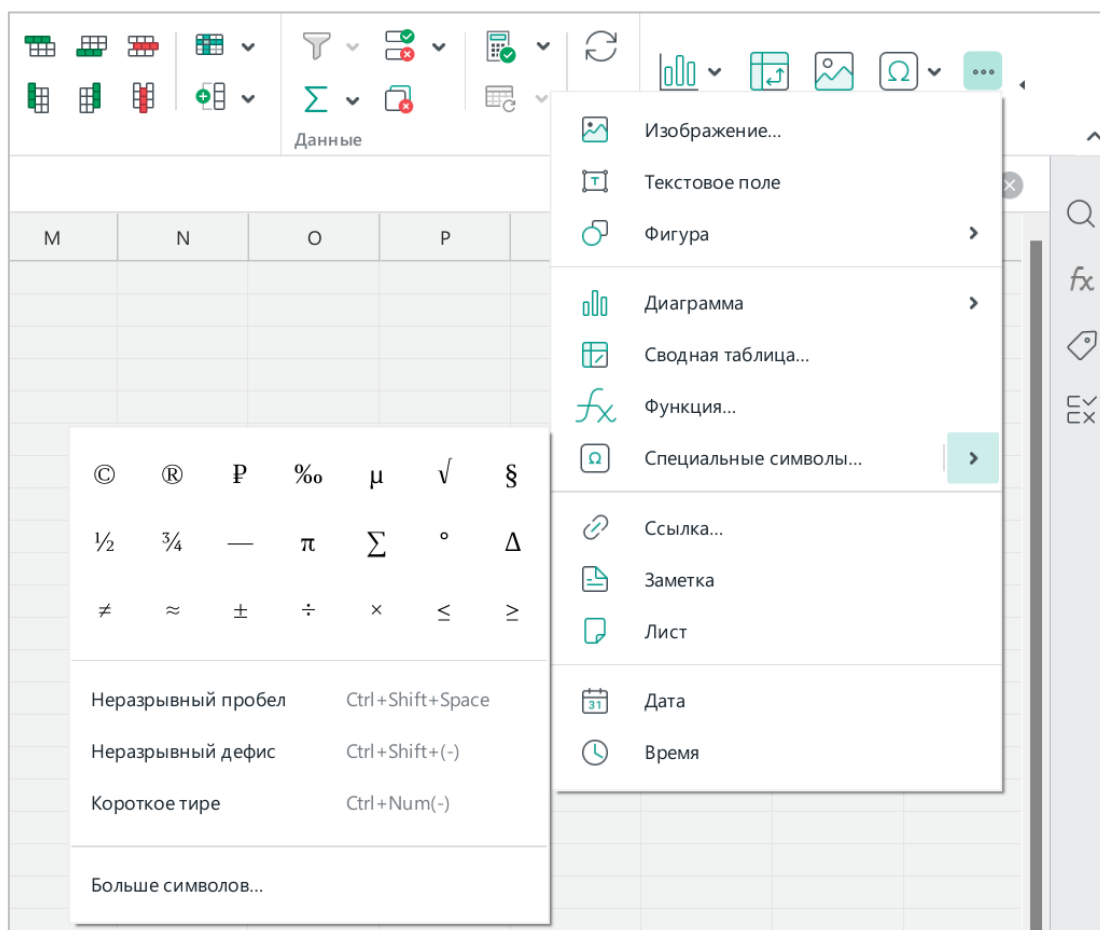 Данные
M N O P
Изображение...
Текстовое поле
Фигура
Диаграмма
Сводная таблица...
Функция...
Специальные символы...
Ссылка...
Заметка
Лист
Дата
Время
© ® ₽ ‰ µ √ §
½ ¾ — π ∑ ° Δ
≠ ≈ ± ÷ × ≤ ≥
Неразрывный пробел Ctrl+Shift+Space
Неразрывный дефис Ctrl+Shift+(-)
Короткое тире Ctrl+Num(-)
Больше символов...